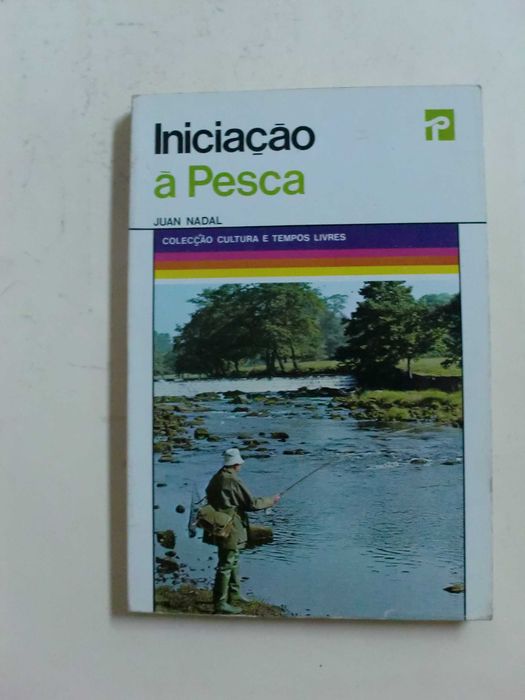 Iniciação
à Pesca
JUAN NADAL
COLECÇÃO CULTURA E TEMPOS LIVRES